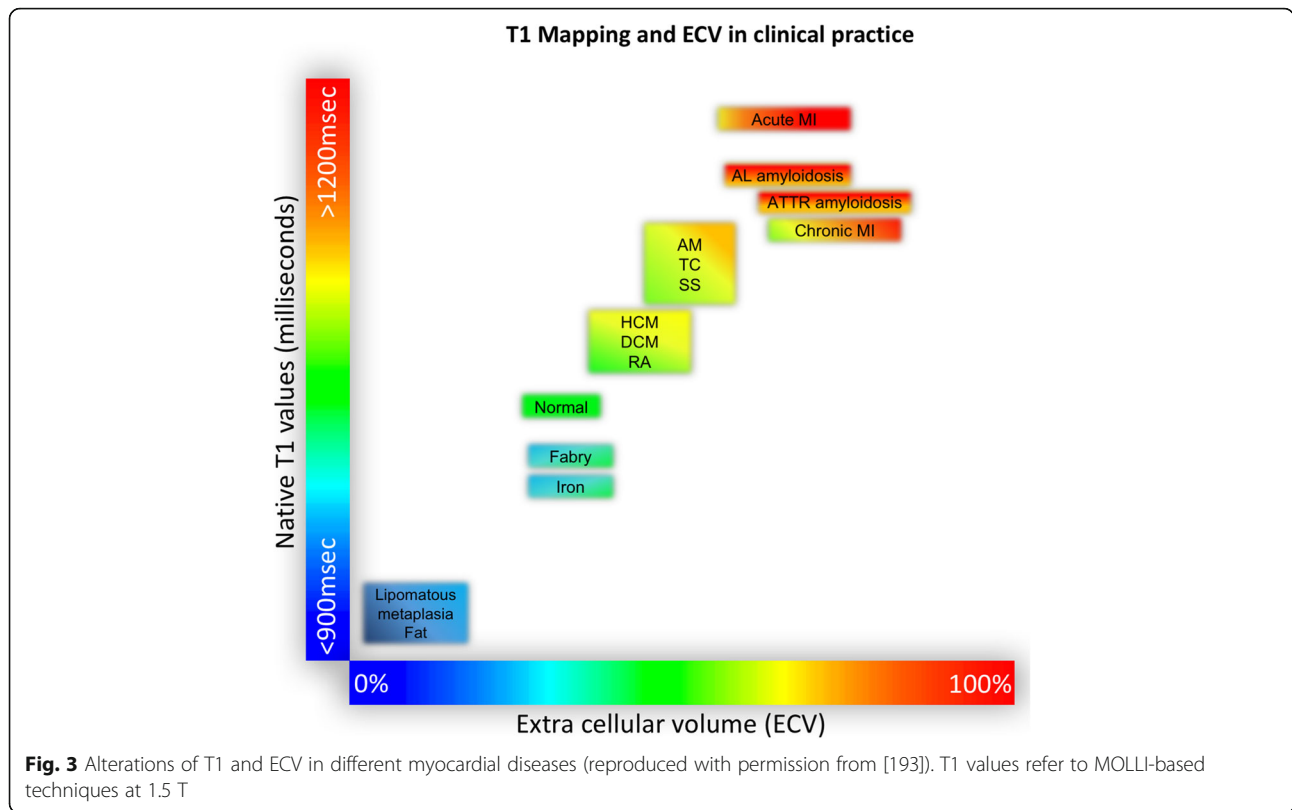 T1 Mapping and ECV in clinical practice
Native T1 values (milliseconds)
>1200msec
<900msec
Acute MI
AL amyloidosis
ATTR amyloidosis
Chronic MI
AM
TC
SS
HCM
DCM
RA
Normal
Fabry
Iron
Lipomatous
metaplasia
Fat
0%
100%
Extra cellular volume (ECV)
Fig. 3 Alterations of T1 and ECV in different myocardial diseases (reproduced with permission from [193]). T1 values refer to MOLLI-based
techniques at 1.5 T